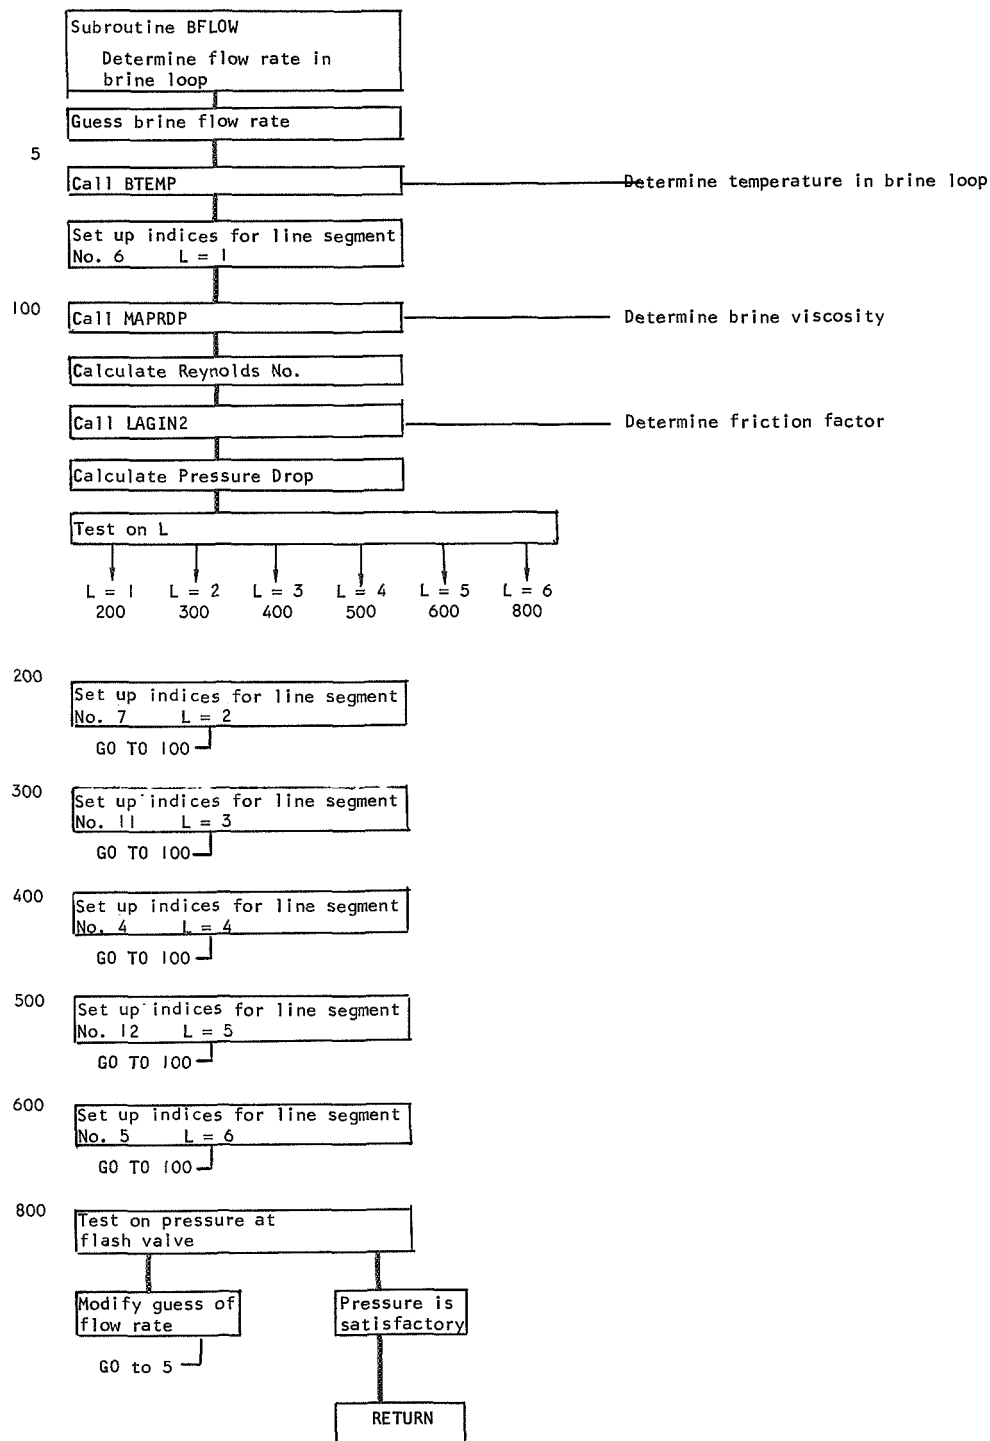 Subroutine BFLOW
Determine flow rate in
brine loop
Guess brine flow rate
5
Call BTEMP
Determine temperature in brine loop
Set up indices for line segment
No. 6 L = 1
100
Call MAPRDP
Determine brine viscosity
Calculate Reynolds No.
Call LAGIN2
Determine friction factor
Calculate Pressure Drop
Test on L
L = 1 L = 2 L = 3 L = 4 L = 5 L = 6
200 300 400 500 600 800
200
Set up indices for line segment
No. 7 L = 2
GO TO 100
300
Set up indices for line segment
No. 11 L = 3
GO TO 100
400
Set up indices for line segment
No. 4 L = 4
GO TO 100
500
Set up indices for line segment
No. 12 L = 5
GO TO 100
600
Set up indices for line segment
No. 5 L = 6
GO TO 100
800
Test on pressure at
flash valve
Modify guess of
flow rate
Pressure is
satisfactory
GO to 5
RETURN